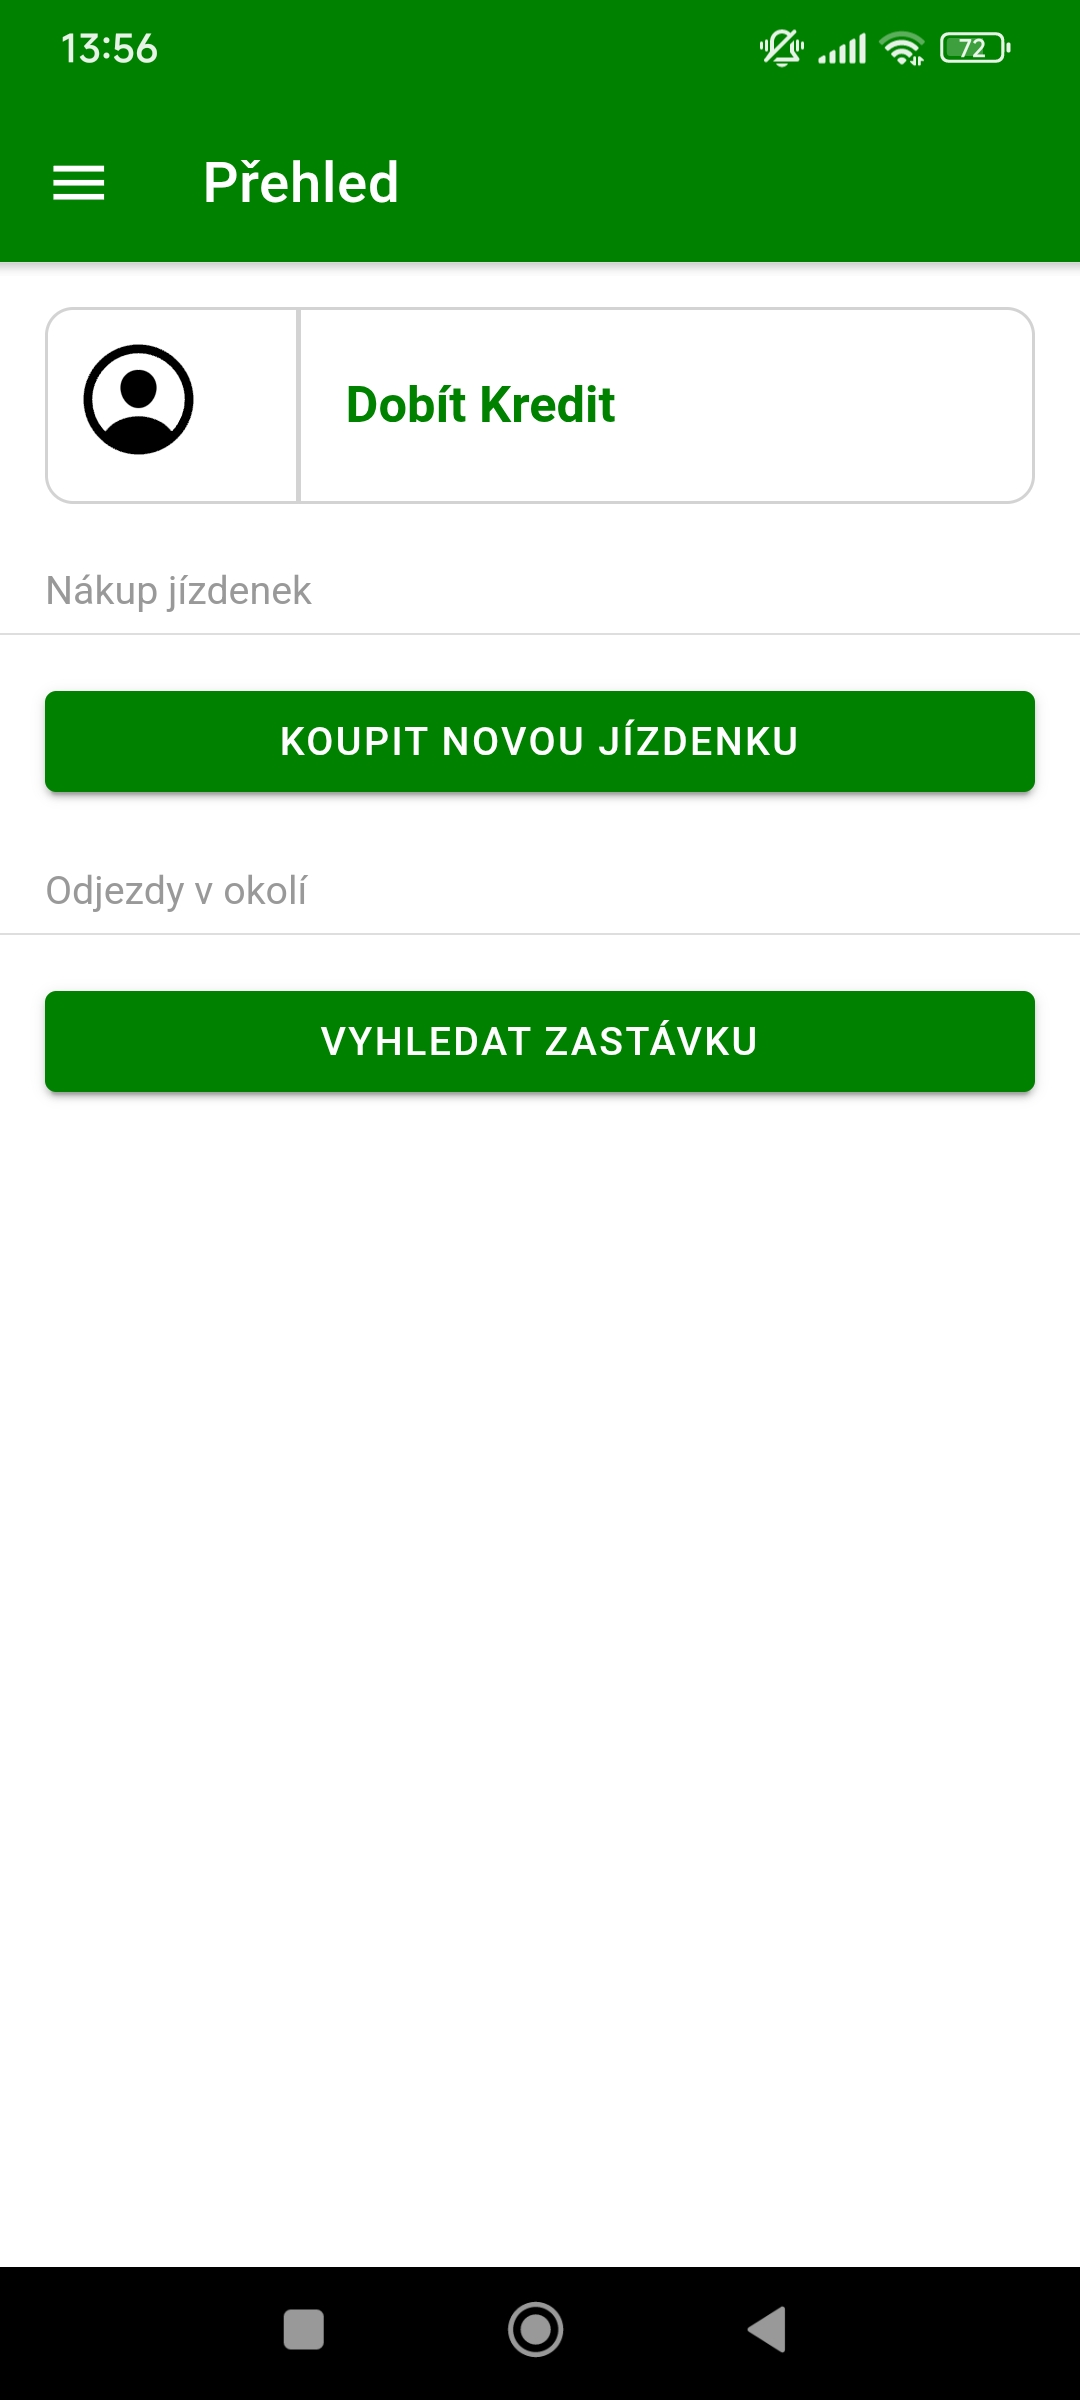 13:56
72
Přehled
Dobít Kredit
Nákup jízdenek
KOUPIT NOVOU JÍZDENKU
Odjezdy v okolí
VYHLEDAT ZASTÁVKU